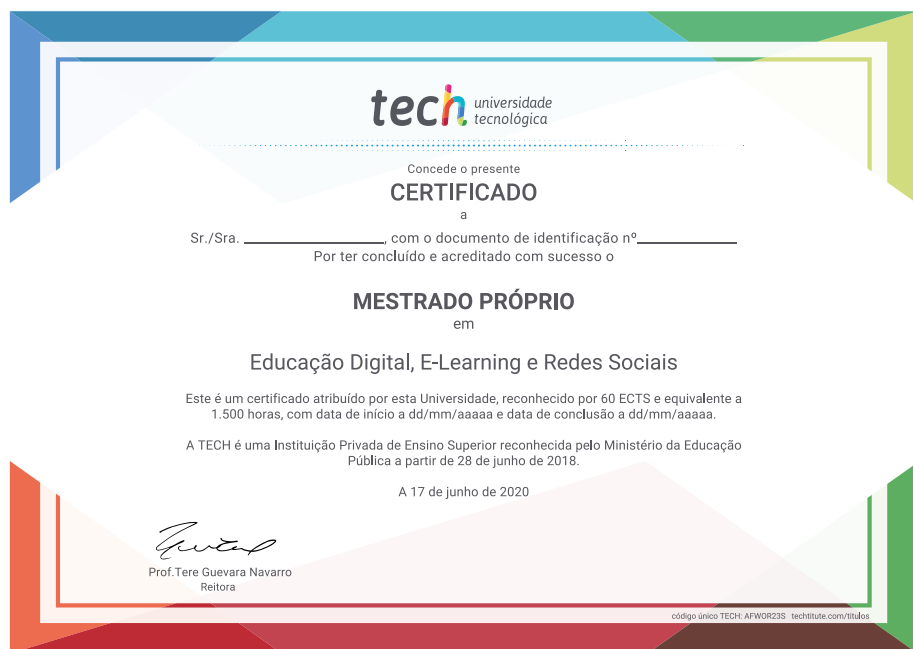 tech universidade
tecnológica
Concede o presente
CERTIFICADO
a
Sr./Sra. ____________________, com o documento de identificação nº______________
Por ter concluído e acreditado com sucesso o
MESTRADO PRÓPRIO
em
Educação Digital, E-Learning e Redes Sociais
Este é um certificado atribuído por esta Universidade, reconhecido por 60 ECTS e equivalente a
1.500 horas, com data de início a dd/mm/aaaaa e data de conclusão a dd/mm/aaaaa.
A TECH é uma Instituição Privada de Ensino Superior reconhecida pelo Ministério da Educação
Pública a partir de 28 de junho de 2018.
A 17 de junho de 2020
Prof.Tere Guevara Navarro
Reitora
código único TECH: AFWOR23S techtitute.com/titulos